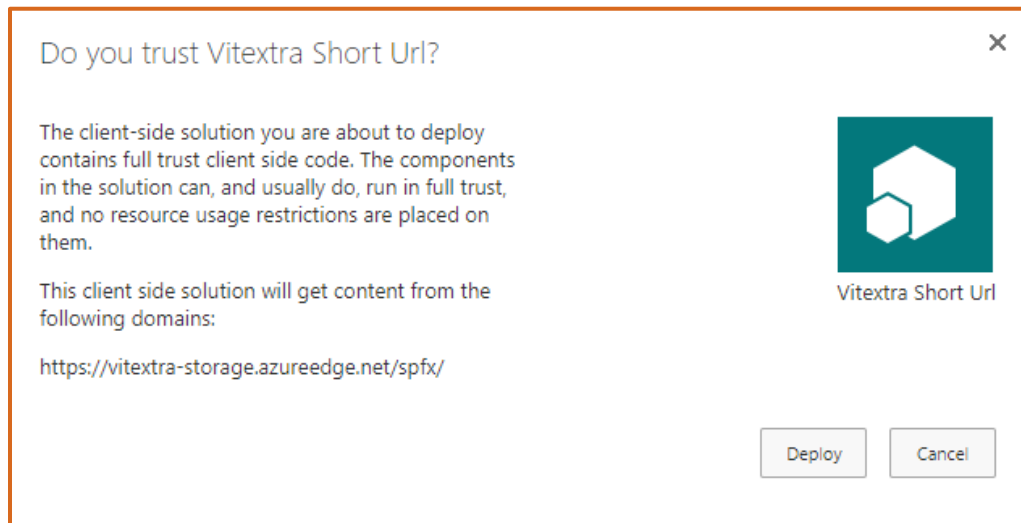 Do you trust Vitextra Short Url?
The client-side solution you are about to deploy
contains full trust client side code. The components
in the solution can, and usually do, run in full trust,
and no resource usage restrictions are placed on
them.
This client side solution will get content from the
following domains:
https://vitextra-storage.azureedge.net/spfx/
Vitextra Short Url
Deploy
Cancel